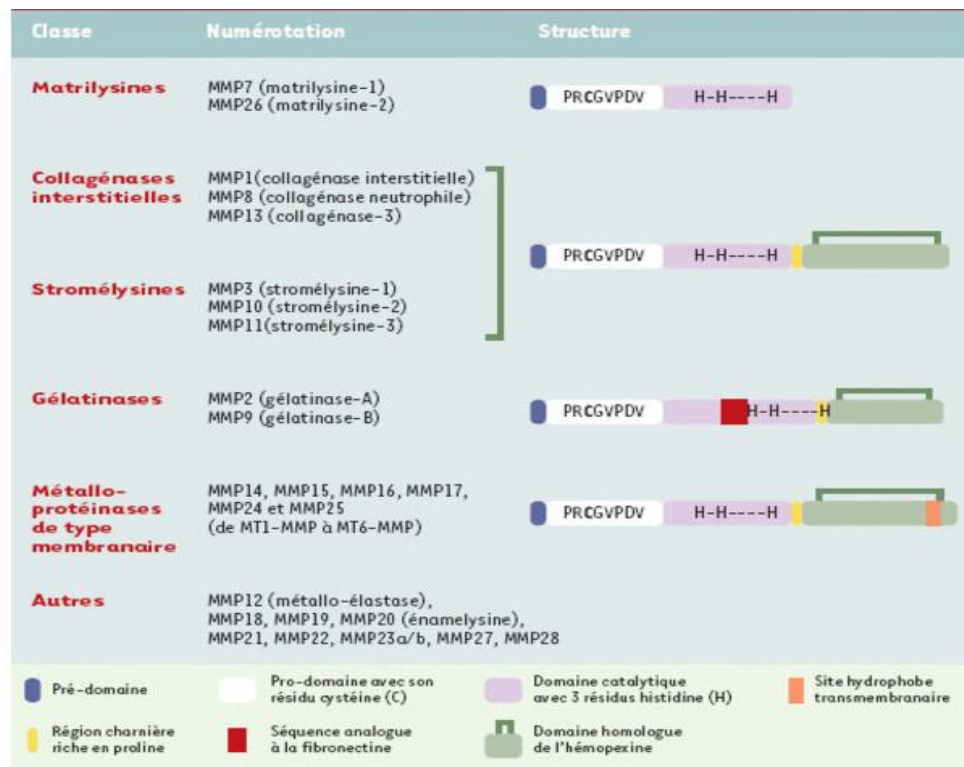 Classe Numérotation Structure
Matrilysines
MMP7 (matrilysine-1)
MMP26 (matrilysine-2)
PRCGVPDV H-H----H
Collagénases
interstitielles
MMP1(collagénase interstitielle)
MMP8 (collagénase neutrophile)
MMP13 (collagénase-3)
Stromélysines
MMP3 (stromélysine-1)
MMP10 (stromélysine-2)
MMP11(stromélysine-3)
PRCGVPDV H-H----H
Gélatinases
MMP2 (gélatinase-A)
MMP9 (gélatinase-B)
PRCGVPDV H-H----H
Métallo-
protéinases
de type
membranaire
MMP14, MMP15, MMP16, MMP17,
MMP24 et MMP25
(de MT1-MMP à MT6-MMP)
PRCGVPDV H-H----H
Autres
MMP12 (métallo-élastase),
MMP18, MMP19, MMP20 (énamelysine),
MMP21, MMP22, MMP23a/b, MMP27, MMP28
Pré-domaine
Pro-domaine avec son
résidu cystéine (C)
Domaine catalytique
avec 3 résidus histidine (H)
Site hydrophobe
transmembranaire
Région charnière
riche en proline
Séquence analogue
à la fibronectine
Domaine homologue
de l'hémopexine